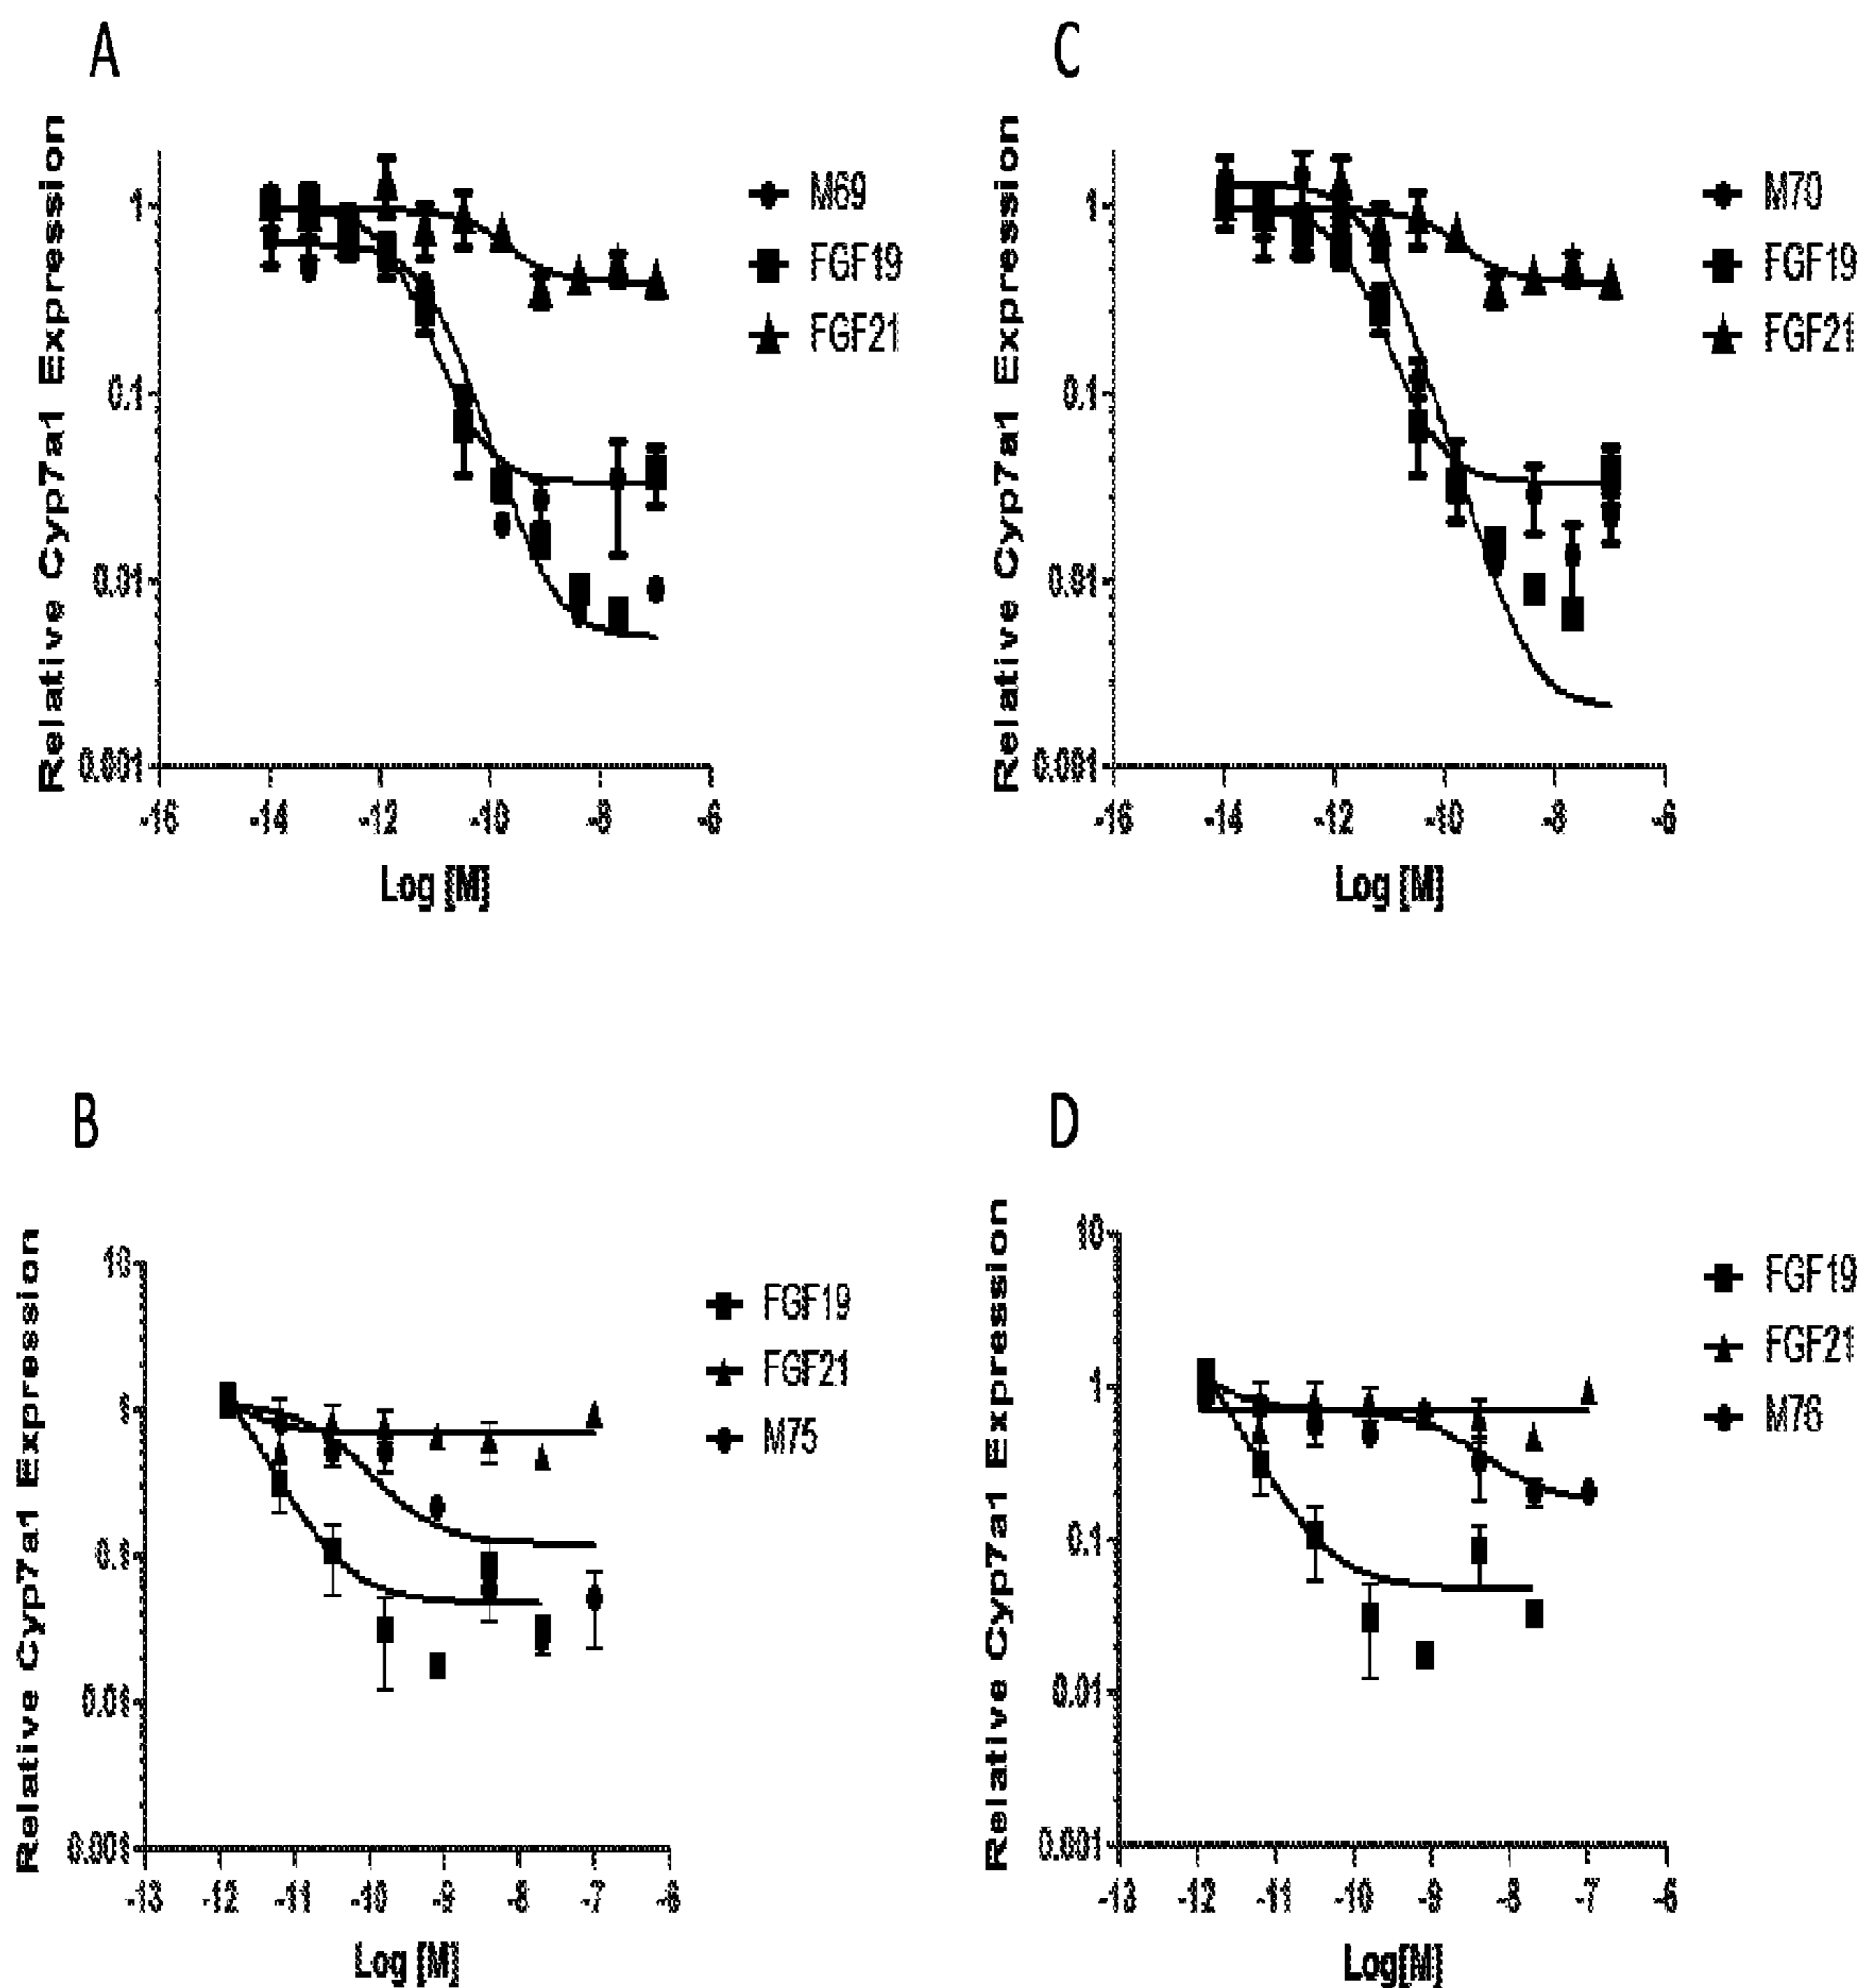 A
Relative Cyp7a1 Expression
1
0.1
0.01
0.001
-16 -14 -12 -10 -8 -6
Log [M]
M69
FGF19
FGF21
C
Relative Cyp7a1 Expression
1
0.1
0.01
0.001
-16 -14 -12 -10 -8 -6
Log [M]
M70
FGF19
FGF21
B
Relative Cyp7a1 Expression
10
1
0.1
0.01
0.001
-13 -12 -11 -10 -9 -8 -7 -6
Log [M]
FGF19
FGF21
M75
D
Relative Cyp7a1 Expression
10
1
0.1
0.01
0.001
-13 -12 -11 -10 -9 -8 -7 -6
Log[M]
FGF19
FGF21
M76